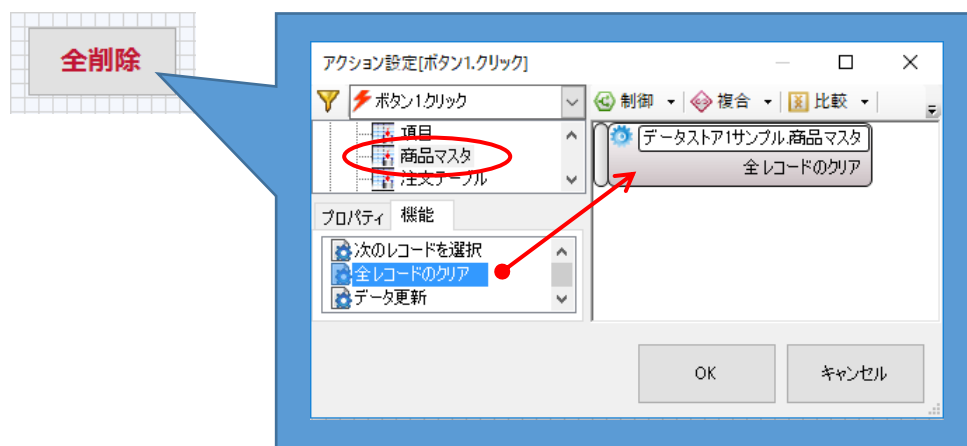 全削除
アクション設定[ボタン1.クリック]
ボタン1.クリック
制御
複合
比較
項目
商品マスタ
注文テーブル
データストア1サンプル.商品マスタ
全レコードのクリア
プロパティ
機能
次のレコードを選択
全レコードのクリア
データ更新
OK
キャンセル